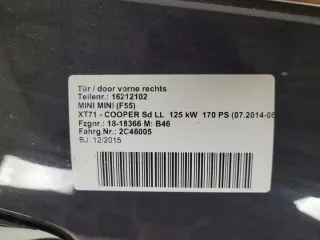 Tür / door vorne rechts
Teilenr.: 16212102
MINI MINI (F55)
XT71 - COOPER Sd LL 125 kW 170 PS (07.2014-06
Fzgnr.: 18-18366 M: B46
Fahrg.Nr.: 2C46005
BJ: 12/2015